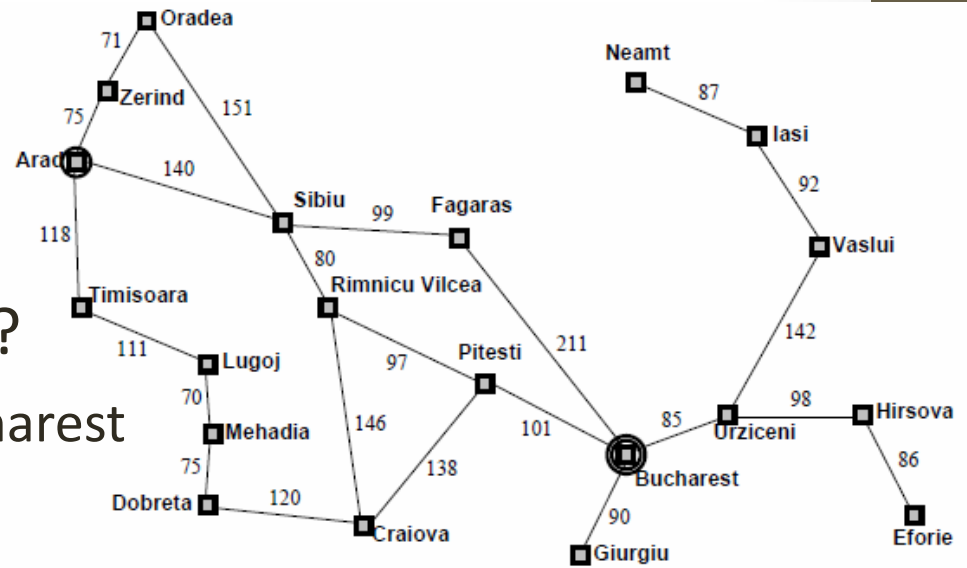 Oradea
71
Neamt
87
Zerind
151
75
Iasi
Arad
140
92
Sibiu
99
Fagaras
118
80
Vaslui
Rimnicu Vilcea
Timisoara
?
142
111
211
Lugoj
97
Pitesti
70
98
Hirsova
85
Urziceni
harest
Mehadia
146
101
86
75
138
Bucharest
Dobreta
120
90
Craiova
Eforie
Giurgiu